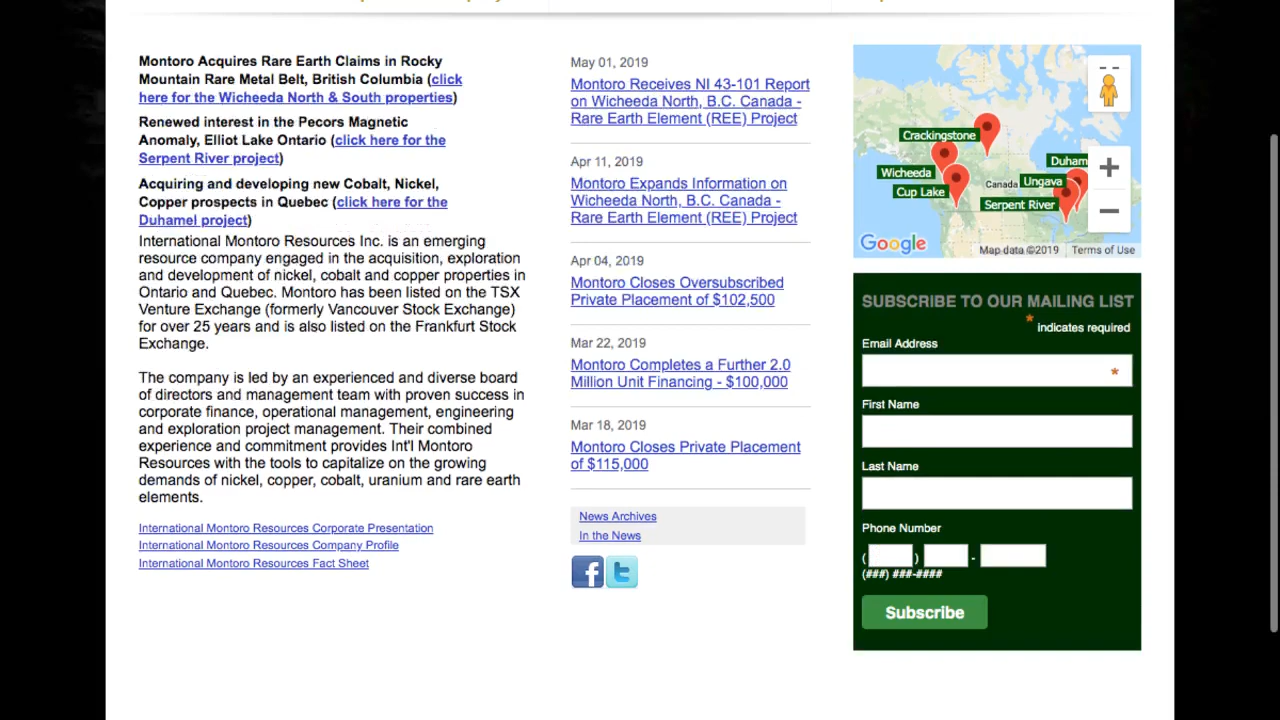 Montoro Acquires Rare Earth Claims in Rocky
Mountain Rare Metal Belt, British Columbia (click
here for the Wicheeda North & South properties)
Renewed interest in the Pecors Magnetic
Anomaly, Elliot Lake Ontario (click here for the
Serpent River project)
Acquiring and developing new Cobalt, Nickel,
Copper prospects in Quebec (click here for the
Duhamel project)
International Montoro Resources Inc. is an emerging
resource company engaged in the acquisition, exploration
and development of nickel, cobalt and copper properties in
Ontario and Quebec. Montoro has been listed on the TSX
Venture Exchange (formerly Vancouver Stock Exchange)
for over 25 years and is also listed on the Frankfurt Stock
Exchange.
The company is led by an experienced and diverse board
of directors and management team with proven success in
corporate finance, operational management, engineering
and exploration project management. Their combined
experience and commitment provides Int'l Montoro
Resources with the tools to capitalize on the growing
demands of nickel, copper, cobalt, uranium and rare earth
elements.
International Montoro Resources Corporate Presentation
International Montoro Resources Company Profile
International Montoro Resources Fact Sheet
May 01, 2019
Montoro Receives NI 43-101 Report
on Wicheeda North, B.C. Canada -
Rare Earth Element (REE) Project
Apr 11, 2019
Montoro Expands Information on
Wicheeda North, B.C. Canada -
Rare Earth Element (REE) Project
Apr 04, 2019
Montoro Closes Oversubscribed
Private Placement of $102,500
Mar 22, 2019
Montoro Completes a Further 2.0
Million Unit Financing - $100,000
Mar 18, 2019
Montoro Closes Private Placement
of $115,000
News Archives
In the News
f t
Crackingstone
Wicheeda
Cup Lake
Canada
Duham
Ungava
Serpent River
+
−
Google
Map data ©2019 Terms of Use
SUBSCRIBE TO OUR MAILING LIST
* indicates required
Email Address
*
First Name
Last Name
Phone Number
( ) -
(###) ###-####
Subscribe